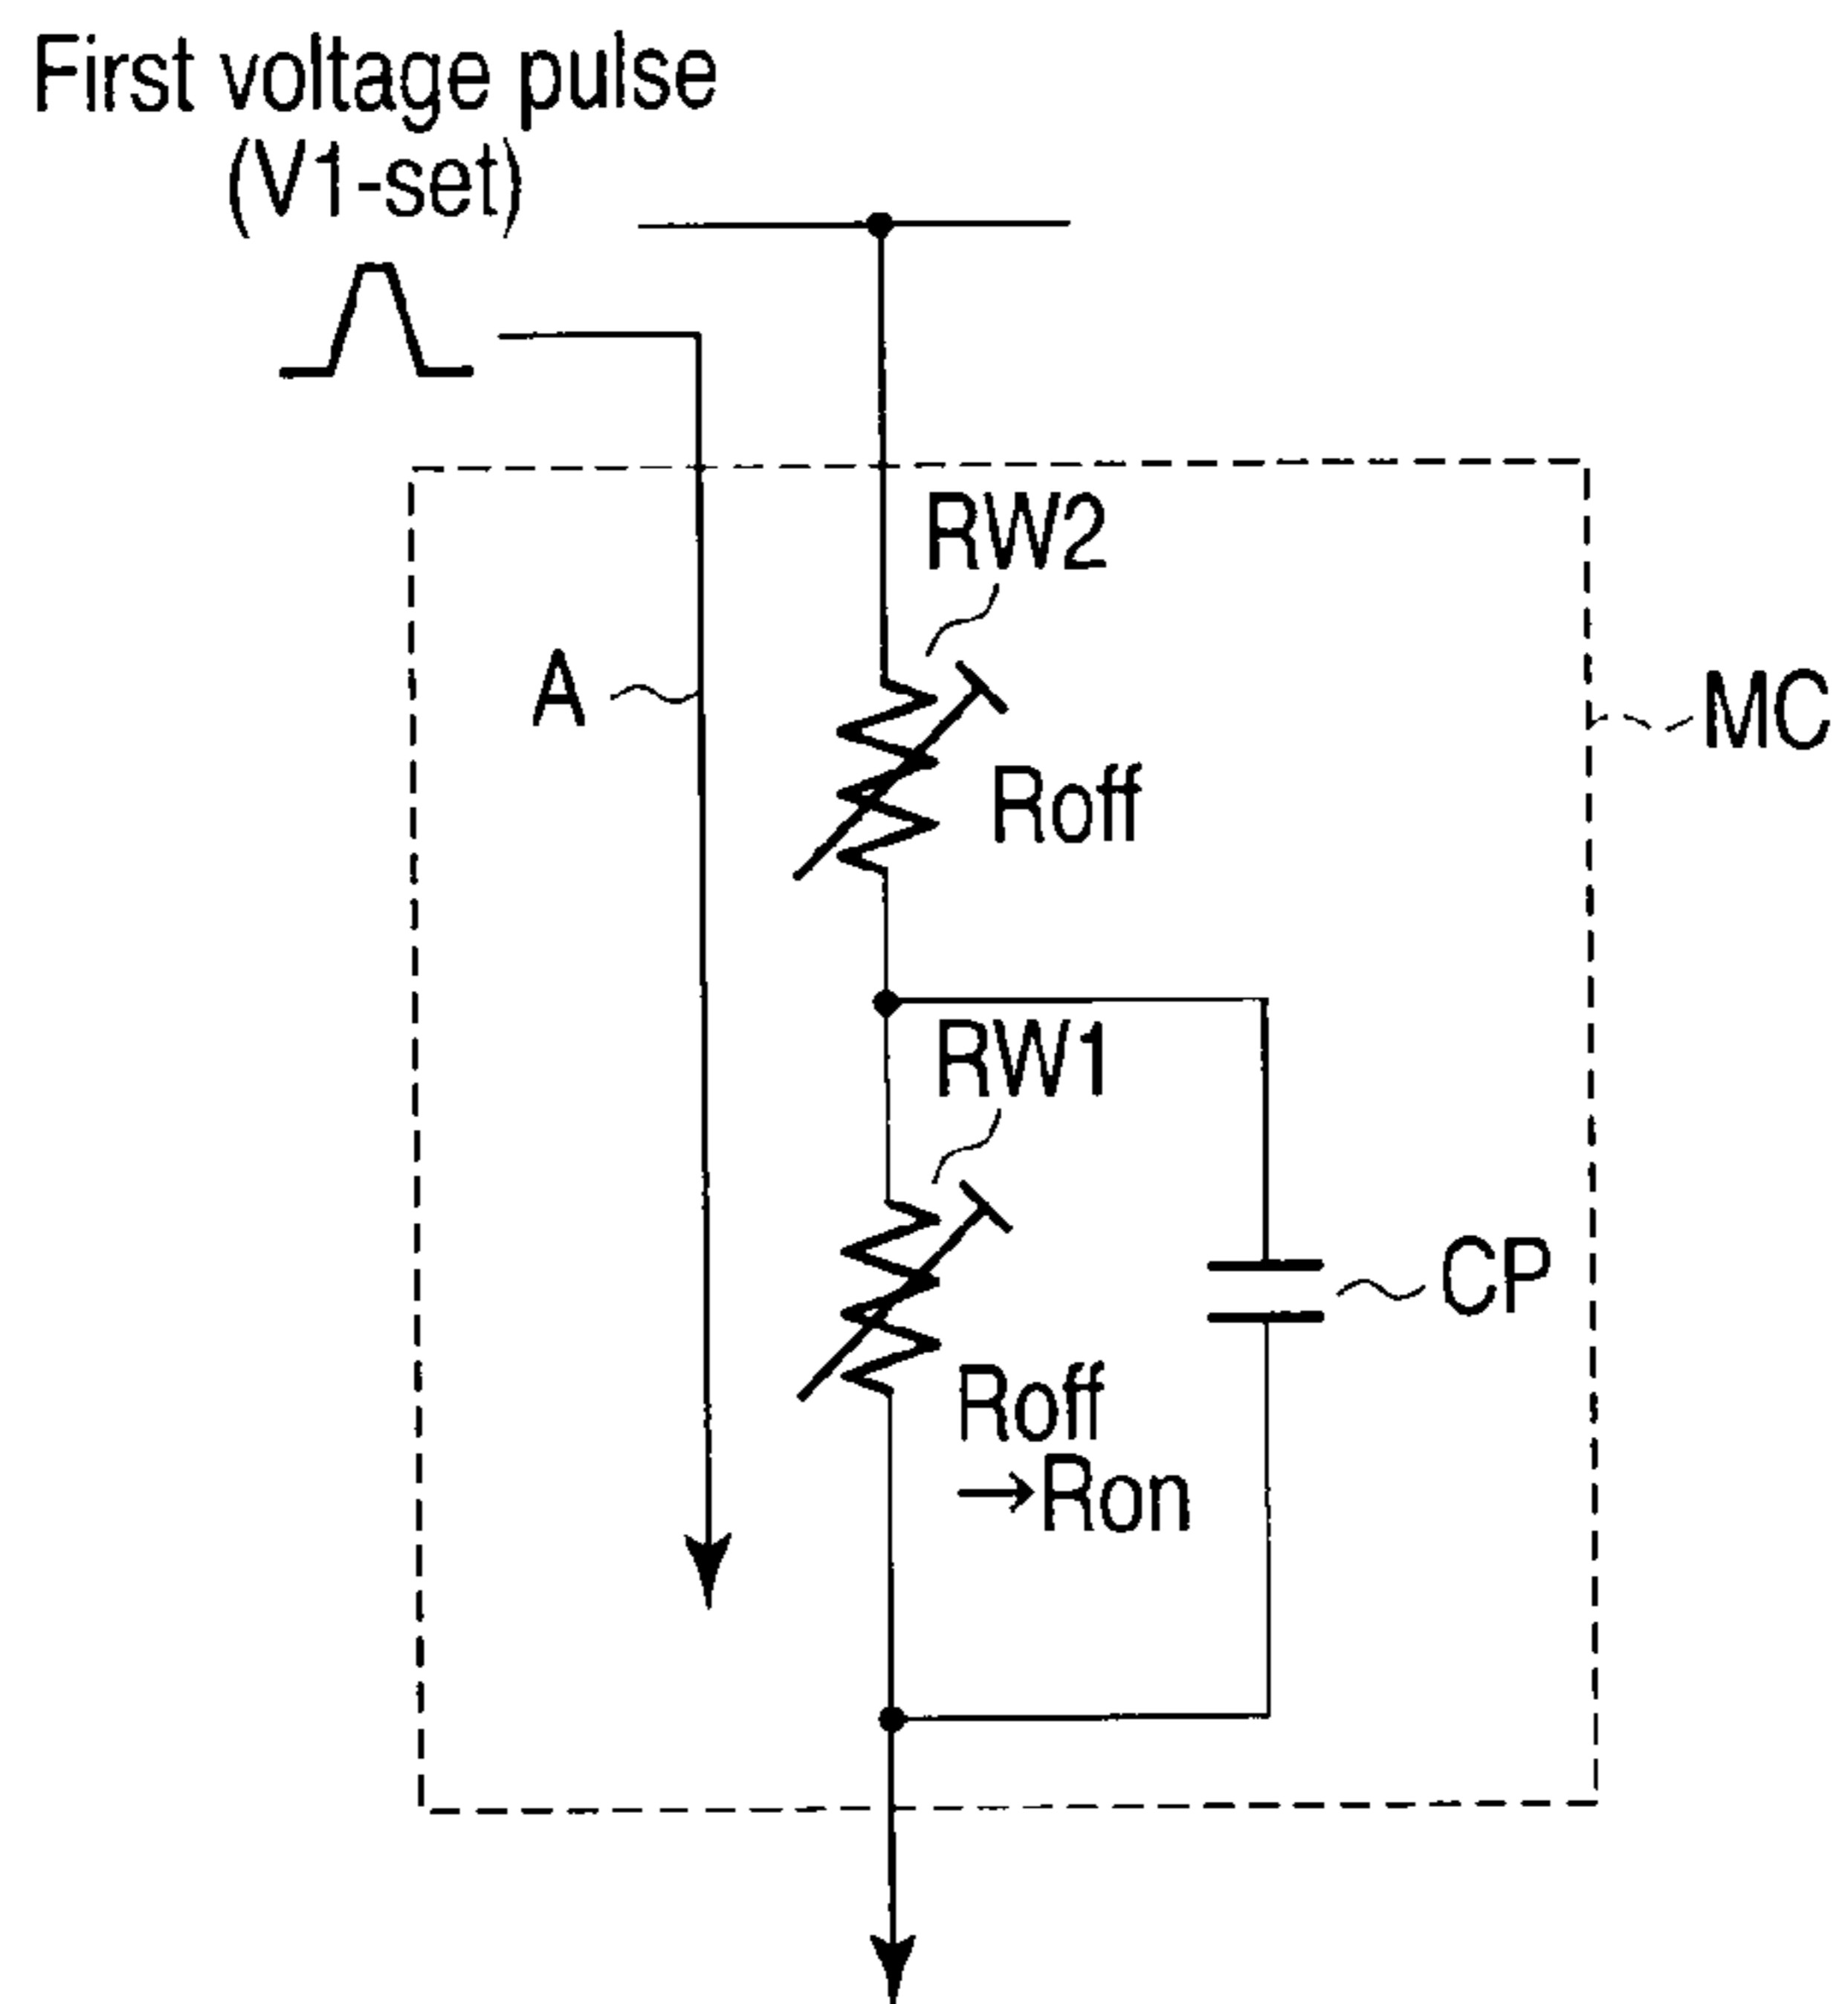 First voltage pulse
(V1-set)
RW2
A
MC
Roff
RW1
CP
Roff
→Ron